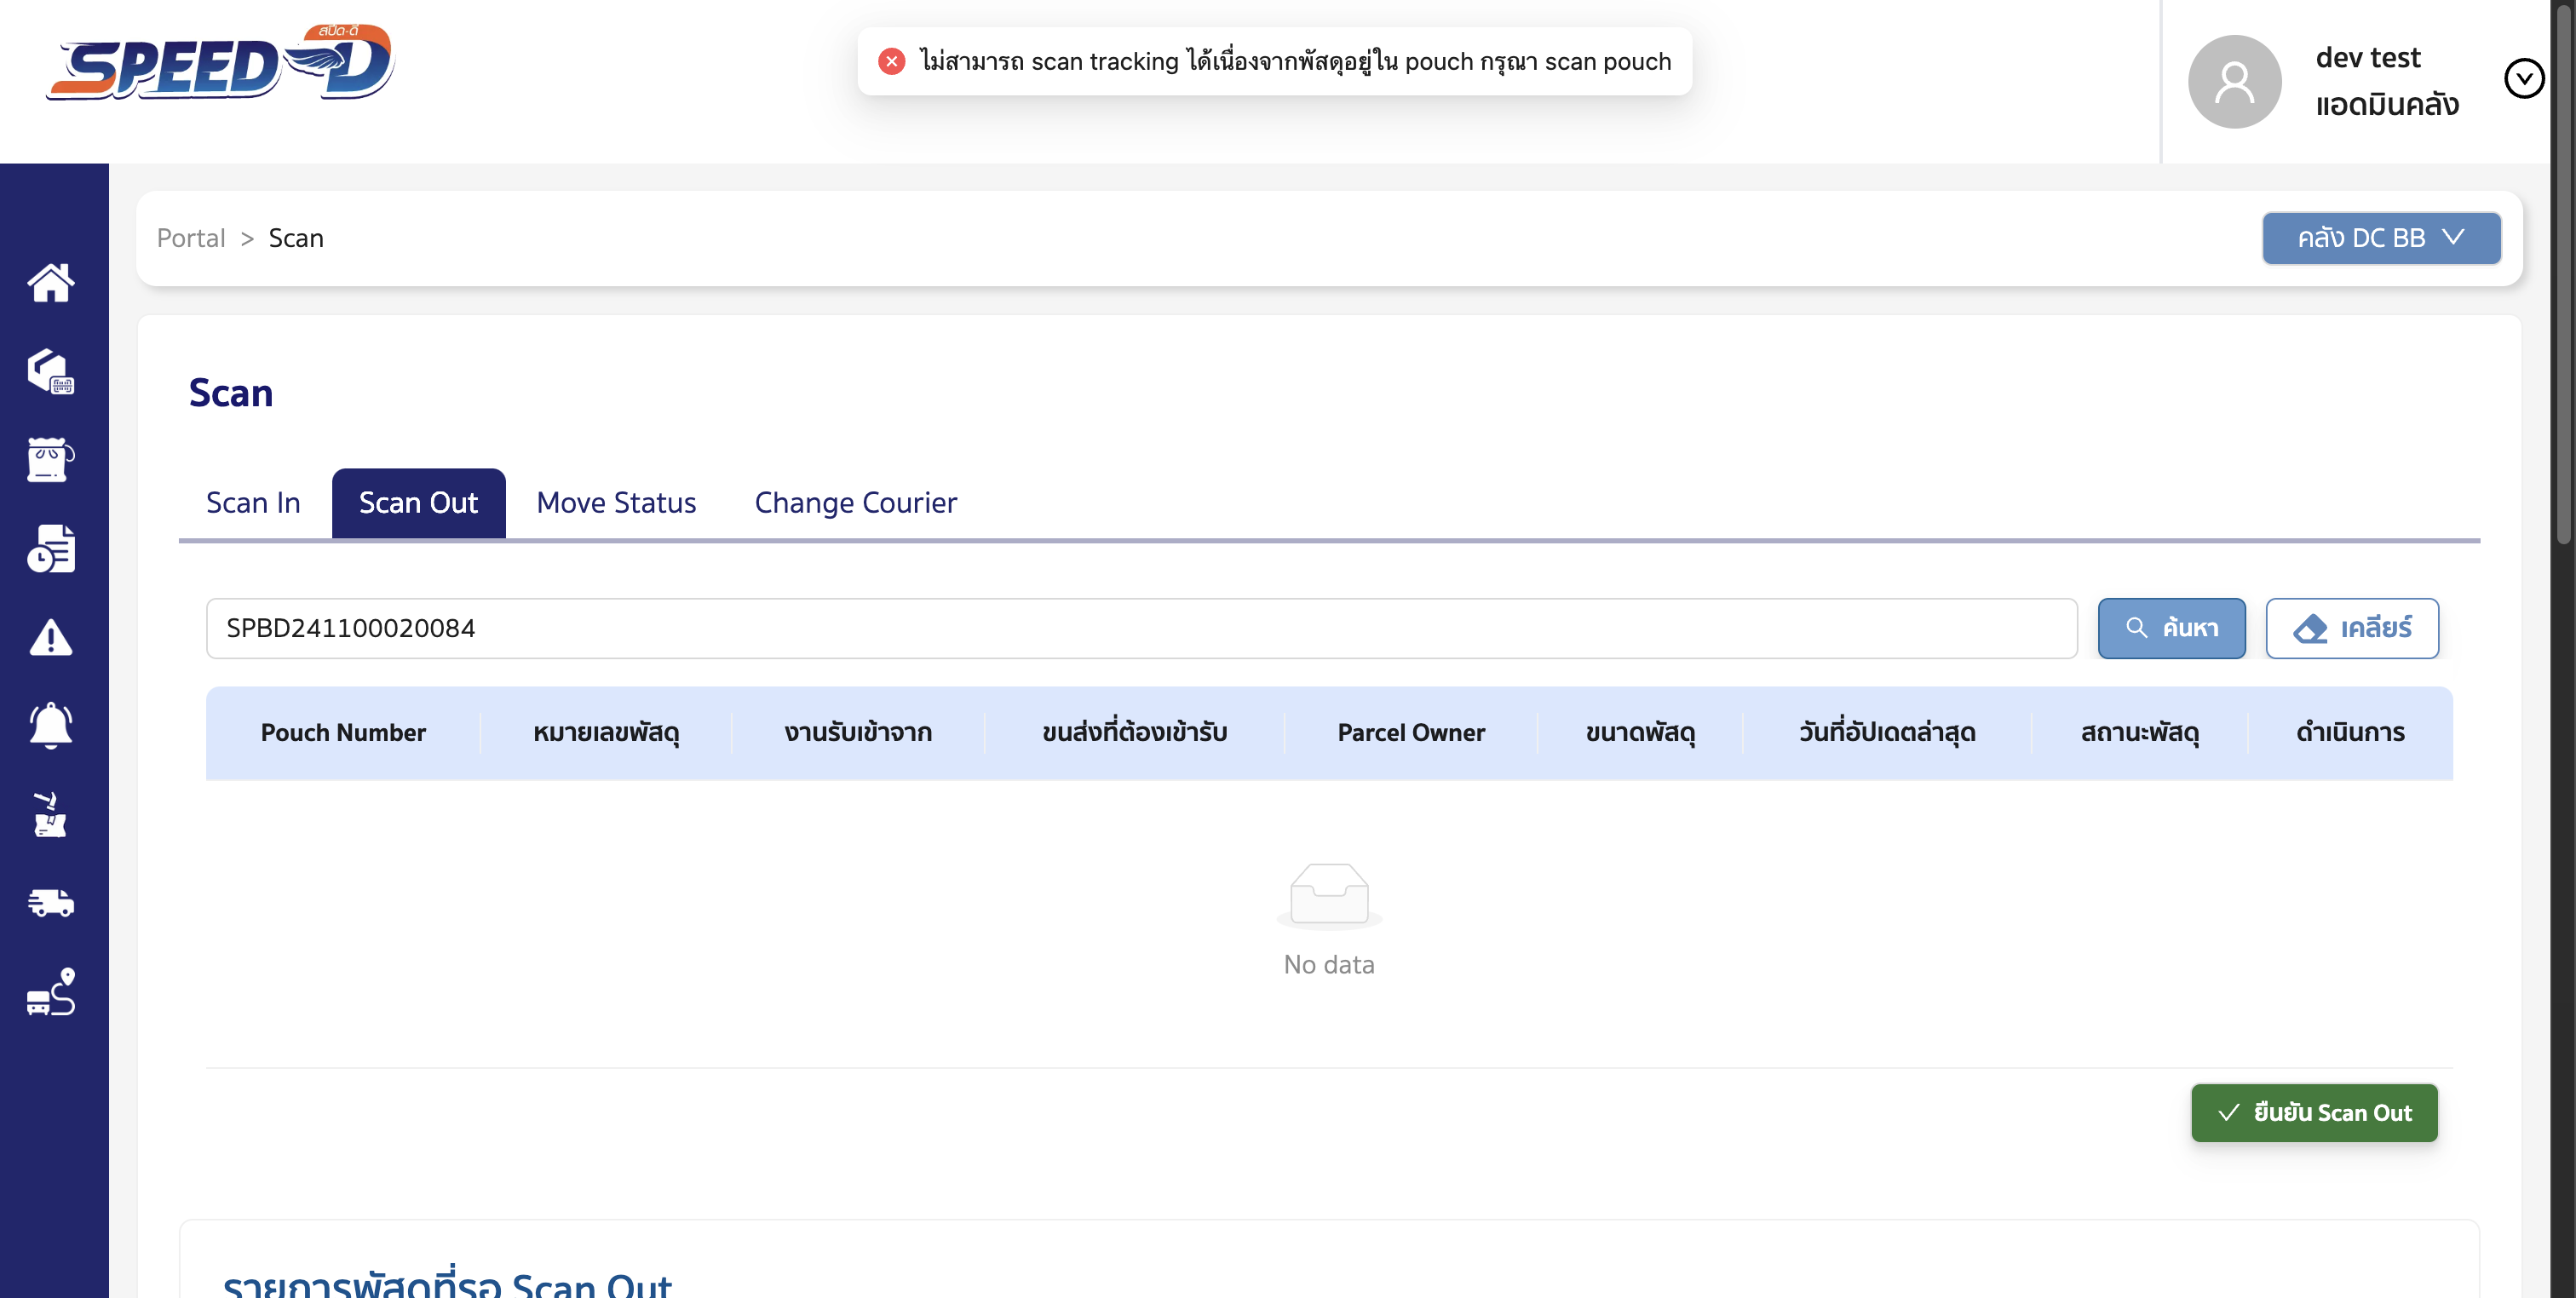 สปีด-ดี
SPEED-D
ไม่สามารถ scan tracking ได้เนื่องจากพัสดุอยู่ใน pouch กรุณา scan pouch
dev test
แอดมินคลัง
Portal > Scan
คลัง DC BB
Scan
Scan In
Scan Out
Move Status
Change Courier
SPBD241100020084
ค้นหา
เคลียร์
Pouch Number
หมายเลขพัสดุ
งานรับเข้าจาก
ขนส่งที่ต้องเข้ารับ
Parcel Owner
ขนาดพัสดุ
วันที่อัปเดตล่าสุด
สถานะพัสดุ
ดำเนินการ
No data
ยืนยัน Scan Out
รายการพัสดุที่รอ Scan Out